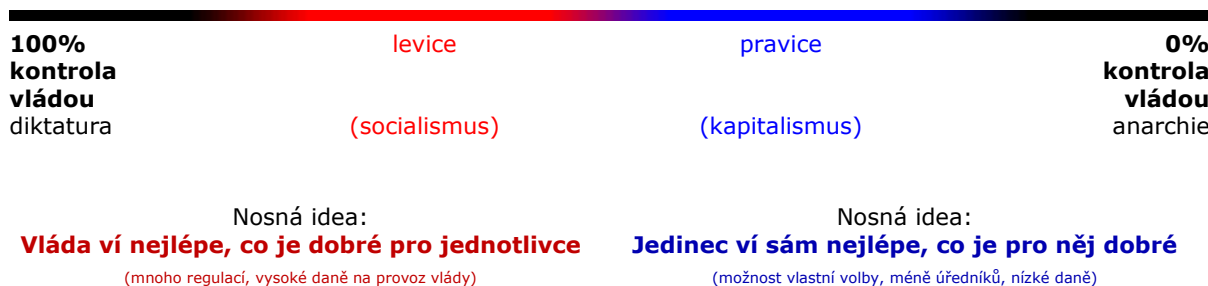 100% kontrola vládou
diktatura
levice
(socialismus)
pravice
(kapitalismus)
0% kontrola vládou
anarchie
Nosná idea:
Vláda ví nejlépe, co je dobré pro jednotlivce
(mnoho regulací, vysoké daně na provoz vlády)
Nosná idea:
Jedinec ví sám nejlépe, co je pro něj dobré
(možnost vlastní volby, méně úředníků, nízké daně)